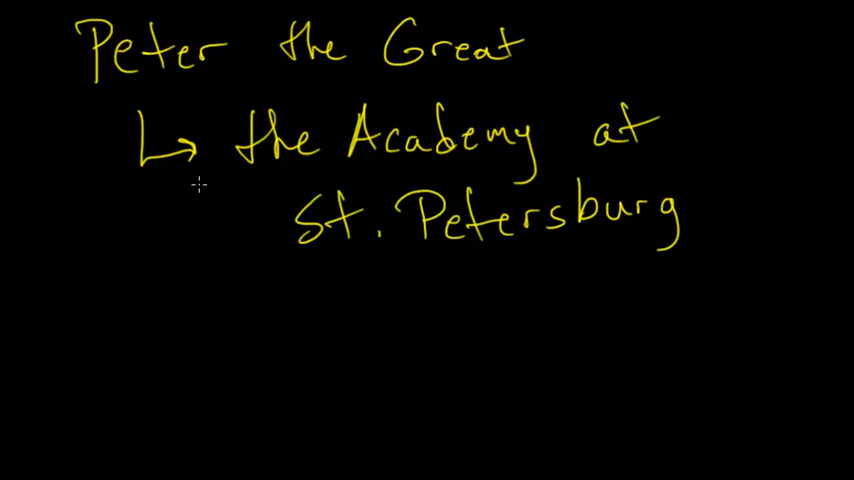 Peter the Great
↳ the Academy at
St. Petersburg